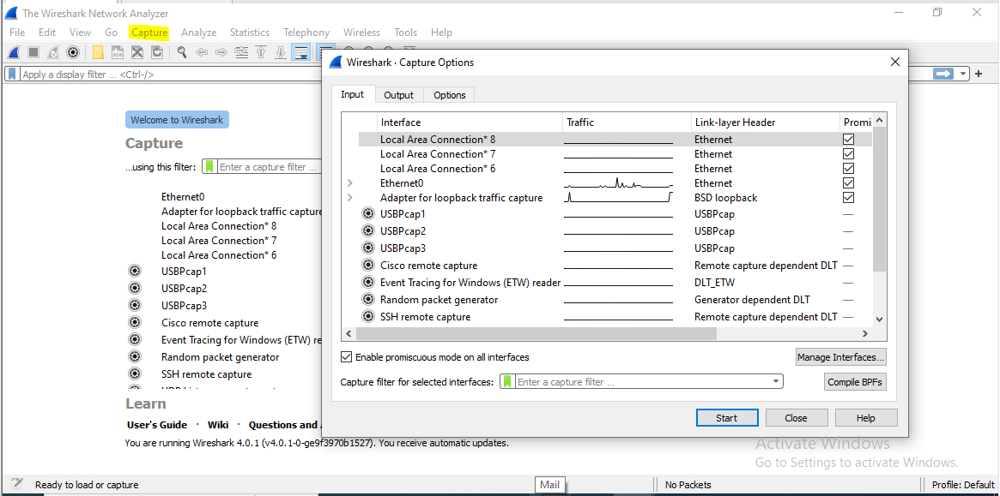 The Wireshark Network Analyzer
File Edit View Go Capture Analyze Statistics Telephony Wireless Tools Help
Apply a display filter ... <Ctrl-/>
Welcome to Wireshark
Capture
...using this filter: Enter a capture filter ...
Ethernet0
Adapter for loopback traffic capture
Local Area Connection* 8
Local Area Connection* 7
Local Area Connection* 6
USBPcap1
USBPcap2
USBPcap3
Cisco remote capture
Event Tracing for Windows (ETW) re
Random packet generator
SSH remote capture
Learn
User's Guide · Wiki · Questions and
You are running Wireshark 4.0.1 (v4.0.1-0-ge9f3970b1527). You receive automatic updates.
Wireshark · Capture Options
Input Output Options
Interface Traffic Link-layer Header Promi
Local Area Connection* 8 Ethernet
Local Area Connection* 7 Ethernet
Local Area Connection* 6 Ethernet
Ethernet0 Ethernet
Adapter for loopback traffic capture BSD loopback
USBPcap1 USBPcap —
USBPcap2 USBPcap —
USBPcap3 USBPcap —
Cisco remote capture Remote capture dependent DLT —
Event Tracing for Windows (ETW) reader DLT_ETW —
Random packet generator Generator dependent DLT —
SSH remote capture Remote capture dependent DLT —
Enable promiscuous mode on all interfaces Manage Interfaces...
Capture filter for selected interfaces: Enter a capture filter ... Compile BPFs
Start Close Help
Activate Windows
Go to Settings to activate Windows.
Ready to load or capture Mail No Packets Profile: Default